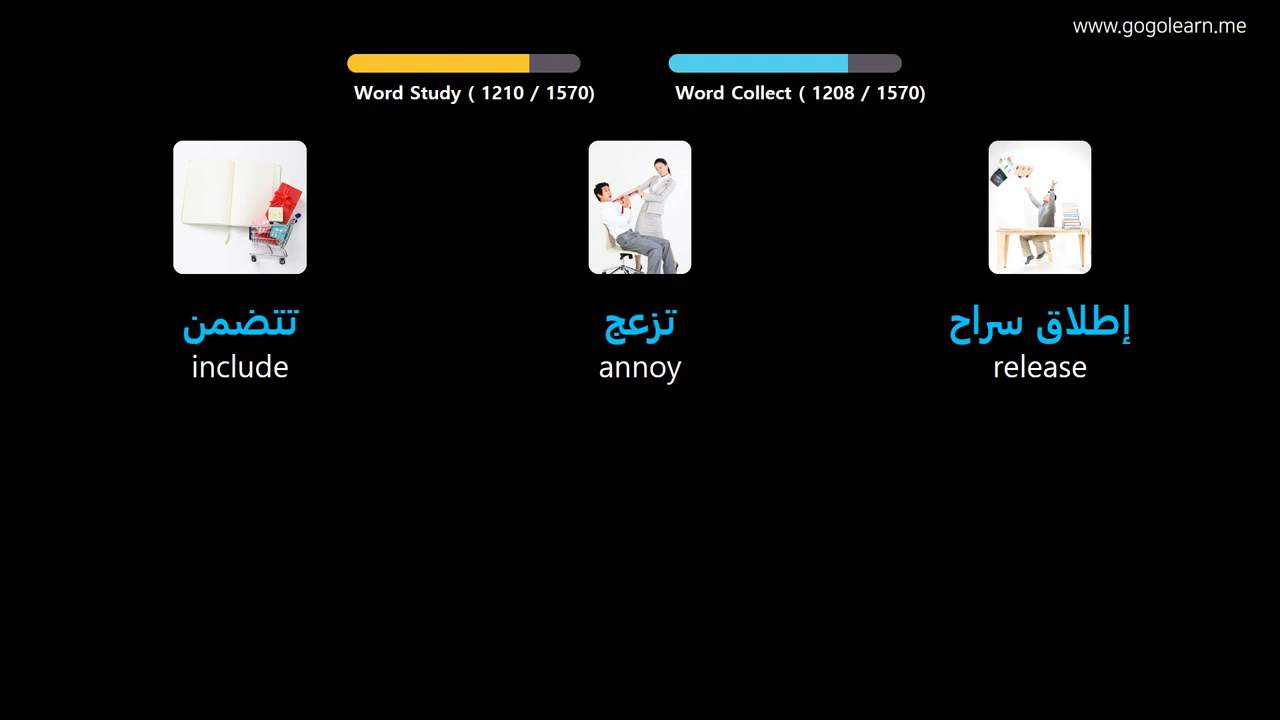 www.gogolearn.me
Word Study ( 1210 / 1570)
Word Collect ( 1208 / 1570)
تتضمن
include
تزعج
annoy
إطلاق سراح
release